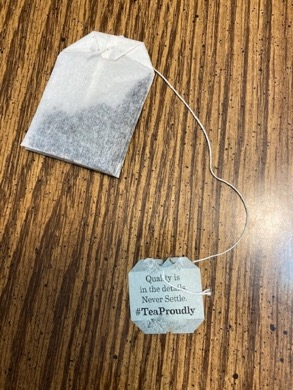 Quality is
in the details.
Never Settle.
#TeaProudly